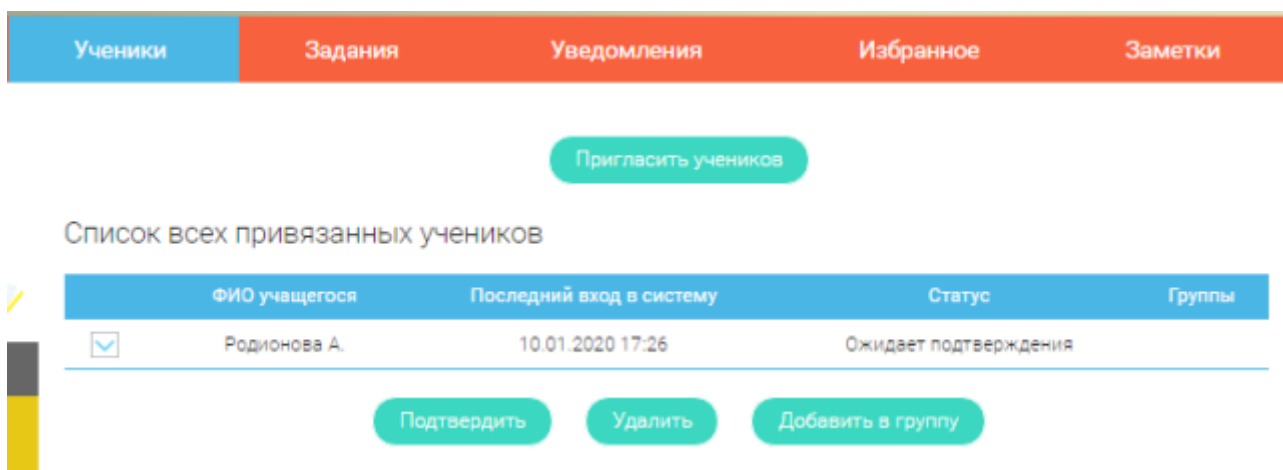 Ученики Задания Уведомления Избранное Заметки
Пригласить учеников
Список всех привязанных учеников
ФИО учащегося Последний вход в систему Статус Группы
Родионова А. 10.01.2020 17:26 Ожидает подтверждения
Подтвердить Удалить Добавить в группу